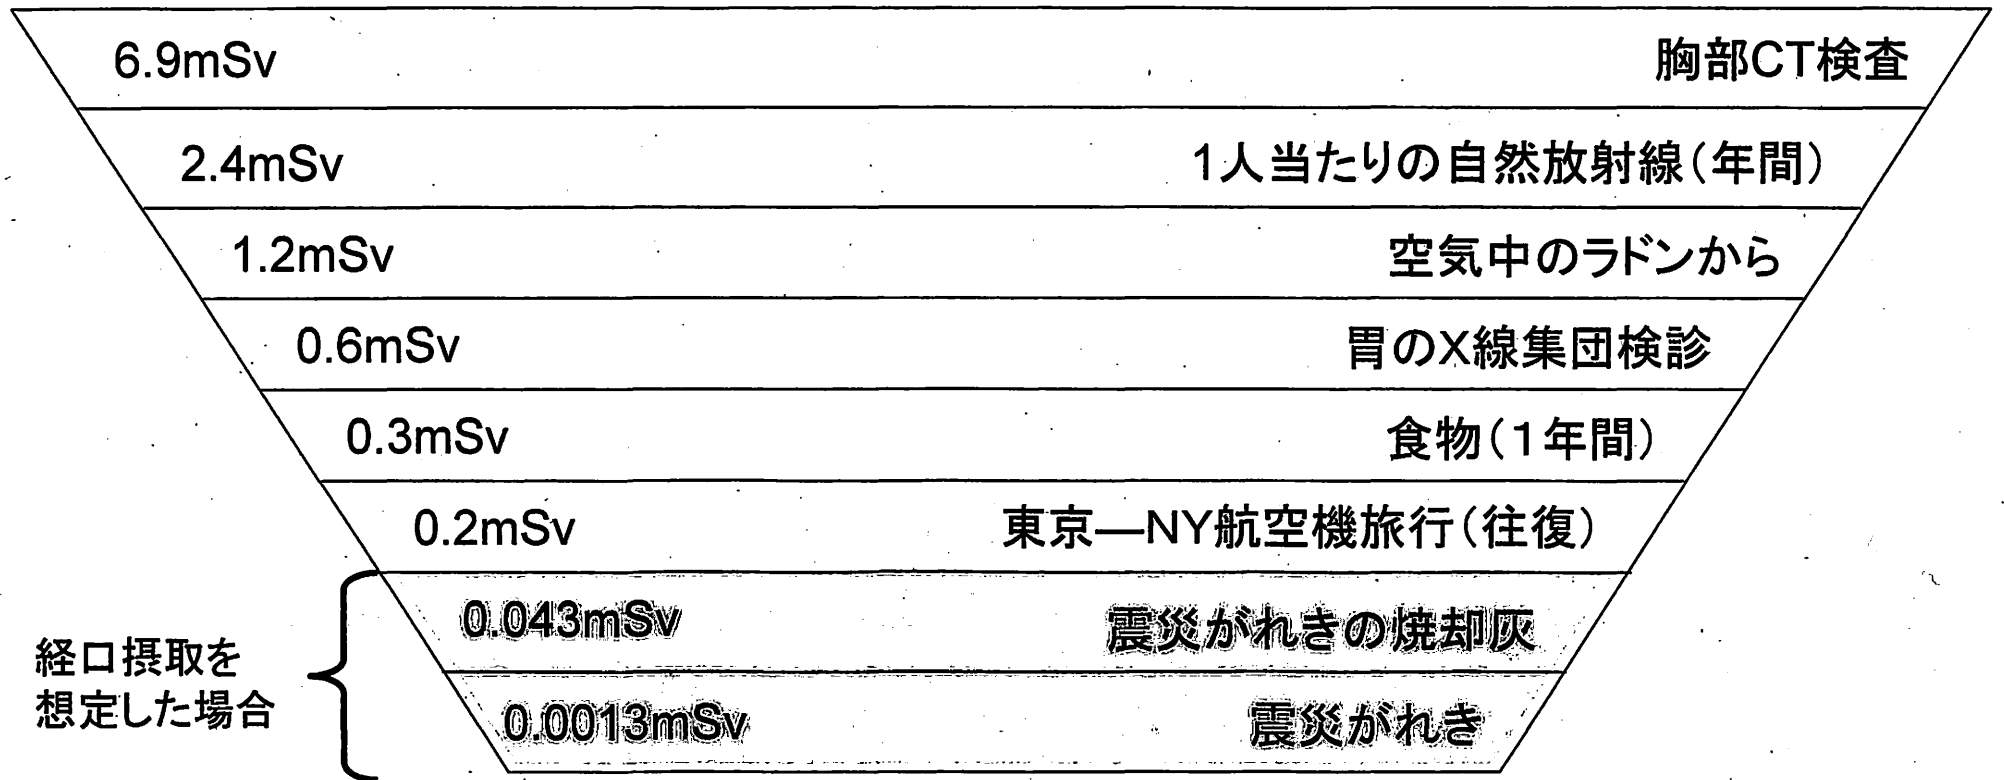 6.9mSv 胸部CT検査
2.4mSv 1人当たりの自然放射線(年間)
1.2mSv 空気中のラドンから
0.6mSv 胃のX線集団検診
0.3mSv 食物(1年間)
0.2mSv 東京―NY航空機旅行(往復)
0.043mSv 震災がれきの焼却灰
0.0013mSv 震災がれき
経口摂取を
想定した場合